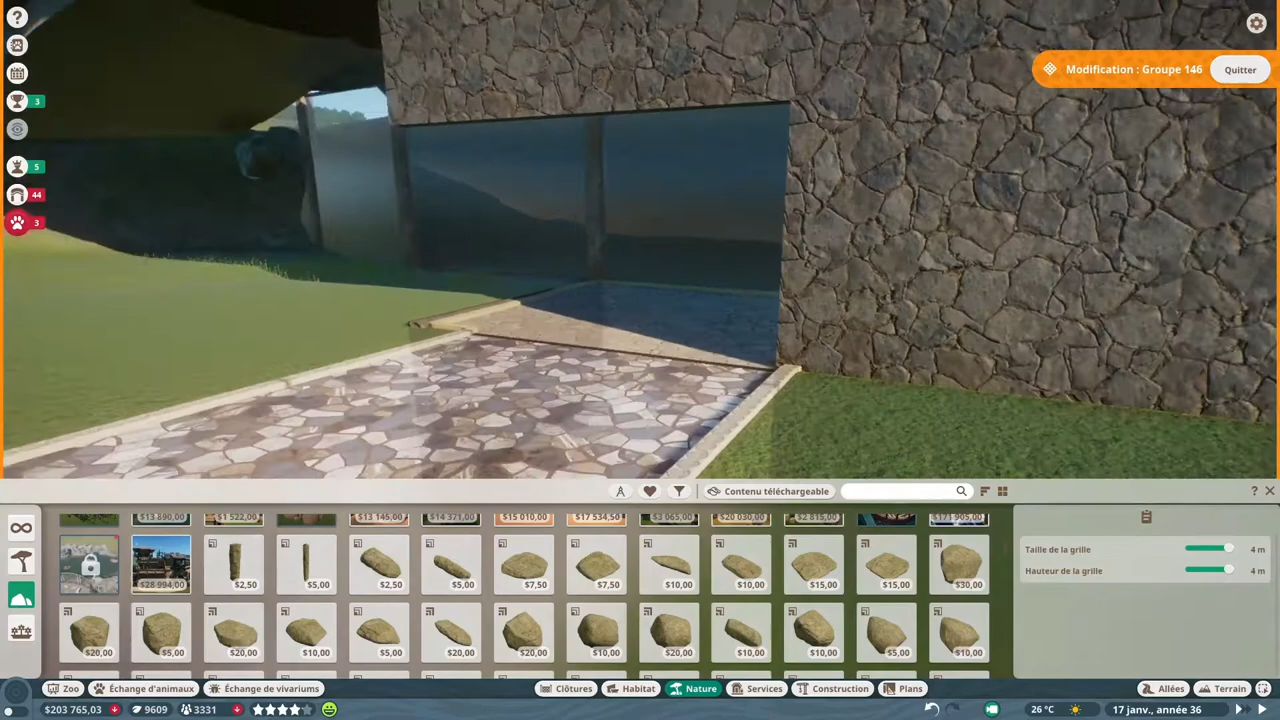 ?
3
5
44
3
Modification : Groupe 146
Quitter
Contenu téléchargeable
?
$13 890,00
$1 522,00
$13 145,00
$14 371,00
$15 010,00
$17 534,50
$3 065,00
$20 030,00
$2 815,00
$171 905,00
$28 994,00
$2,50
$5,00
$2,50
$5,00
$7,50
$7,50
$10,00
$10,00
$15,00
$15,00
$30,00
$20,00
$5,00
$20,00
$10,00
$5,00
$20,00
$20,00
$10,00
$20,00
$10,00
$10,00
$5,00
$10,00
Taille de la grille
4 m
Hauteur de la grille
4 m
Zoo
Échange d'animaux
Échange de vivariums
Clôtures
Habitat
Nature
Services
Construction
Plans
Allées
Terrain
$203 765,03
9609
3331
26 °C
17 janv., année 36